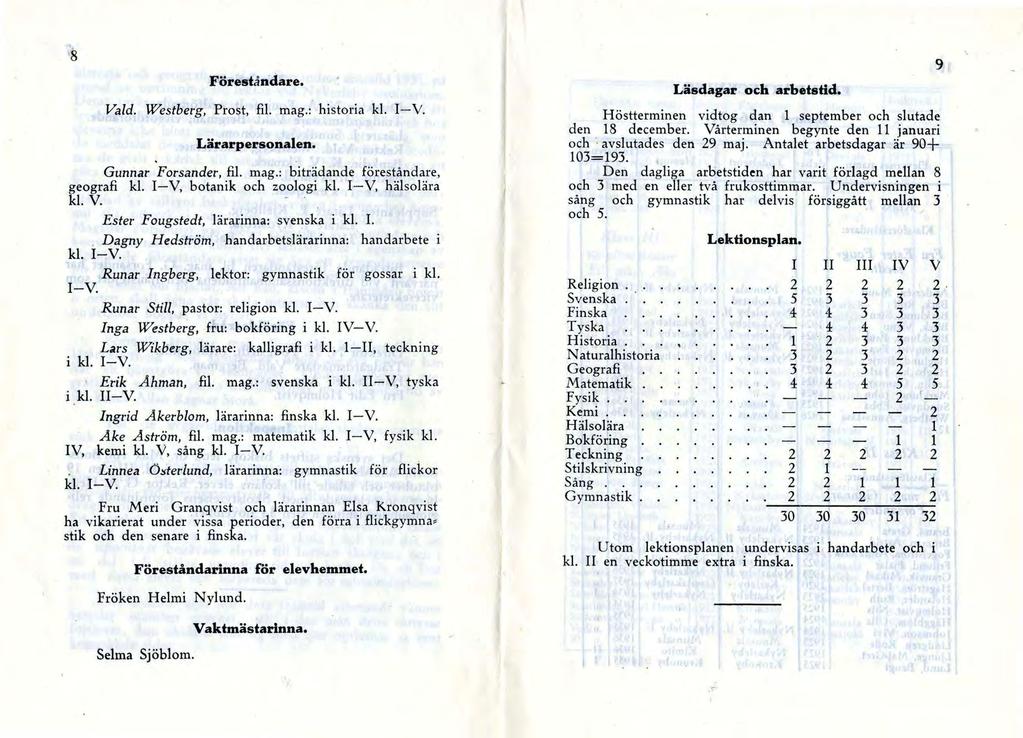 8
Föreståndare.
Vald. Westberg, Prost, fil. mag.: historia kl. I—V.
Lärarpersonalen.
Gunnar Forsander, fil. mag.: biträdande föreståndare,
geografi kl. I—V, botanik och zoologi kl. I—V, hälsolära
kl. V.
Ester Fougstedt, lärarinna: svenska i kl. I.
Dagny Hedström, handarbetslärarinna: handarbete i
kl. I—V.
Runar Ingberg, lektor: gymnastik för gossar i kl.
I—V.
Runar Still, pastor: religion kl. I—V.
Inga Westberg, fru: bokföring i kl. IV—V.
Lars Wikberg, lärare: kalligrafi i kl. 1—II, teckning
i kl. I—V.
Erik Åhman, fil. mag.: svenska i kl. II—V, tyska
i kl. II—V.
Ingrid Åkerblom, lärarinna: finska kl. I—V.
Åke Åström, fil. mag.: matematik kl. I—V, fysik kl.
IV, kemi kl. V, sång kl. I—V.
Linnea Österlund, lärarinna: gymnastik för flickor
kl. I—V.
Fru Meri Granqvist och lärarinnan Elsa Kronqvist
ha vikarierat under vissa perioder, den förra i flickgymna=
stik och den senare i finska.
Föreståndarinna för elevhemmet.
Fröken Helmi Nylund.
Vaktmästarinna.
Selma Sjöblom.
9
Läsdagar och arbetstid.
Höstterminen vidtog dan 1 september och slutade
den 18 december. Vårterminen begynte den 11 januari
och avslutades den 29 maj. Antalet arbetsdagar är 90+
103=193.
Den dagliga arbetstiden har varit förlagd mellan 8
och 3 med en eller två frukosttimmar. Undervisningen i
sång och gymnastik har delvis försiggått mellan 3
och 5.
Lektionsplan.
I II III IV V
Religion . . . . . . . . . 2 2 2 2 2
Svenska . . . . . . . . . 5 3 3 3 3
Finska . . . . . . . . . 4 4 3 3 3
Tyska . . . . . . . . . — 4 4 3 3
Historia . . . . . . . . . 1 2 3 3 3
Naturalhistoria . . . . . . 3 2 3 2 2
Geografi . . . . . . . . 3 2 3 2 2
Matematik . . . . . . . . 4 4 4 5 5
Fysik . . . . . . . . . . — — — 2 —
Kemi . . . . . . . . . . — — — — 2
Hälsolära . . . . . . . . — — — — 1
Bokföring . . . . . . . . — — — 1 1
Teckning . . . . . . . . 2 2 2 2 2
Stilskrivning . . . . . . . 2 1 — — —
Sång . . . . . . . . . . 2 2 1 1 1
Gymnastik . . . . . . . . 2 2 2 2 2
30 30 30 31 32
Utom lektionsplanen undervisas i handarbete och i
kl. II en veckotimme extra i finska.